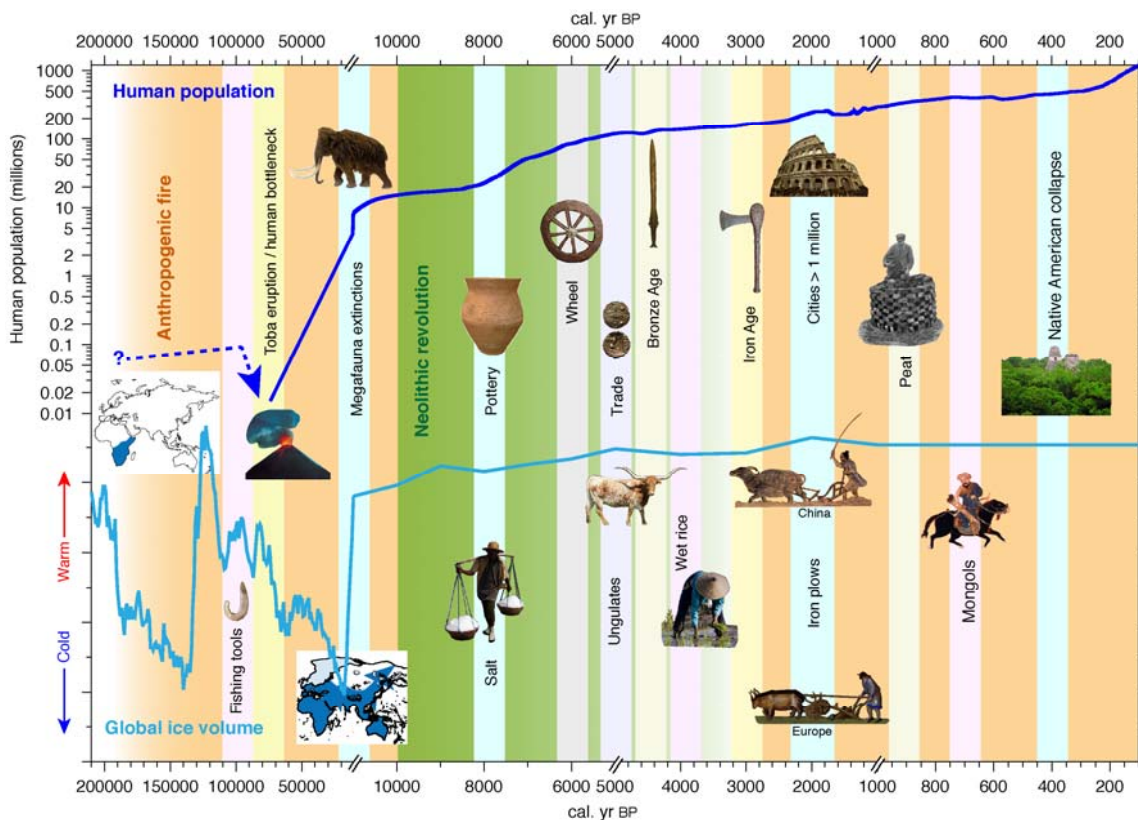 cal. yr BP
200000 150000 100000 50000 10000 8000 6000 5000 4000 3000 2000 1000 800 600 400 200
Human population (millions)
1000
500
200
100
50
20
10
5
2
1
0.5
0.2
0.1
0.05
0.02
0.01
Human population
Anthropogenic fire
Toba eruption / human bottleneck
Megafauna extinctions
Neolithic revolution
Pottery
Wheel
Trade
Bronze Age
Iron Age
Cities > 1 million
Peat
Native American collapse
?
Warm
Cold
Fishing tools
Salt
Ungulates
Wet rice
Iron plows
China
Europe
Mongols
Global ice volume
200000 150000 100000 50000 10000 8000 6000 5000 4000 3000 2000 1000 800 600 400 200
cal. yr BP